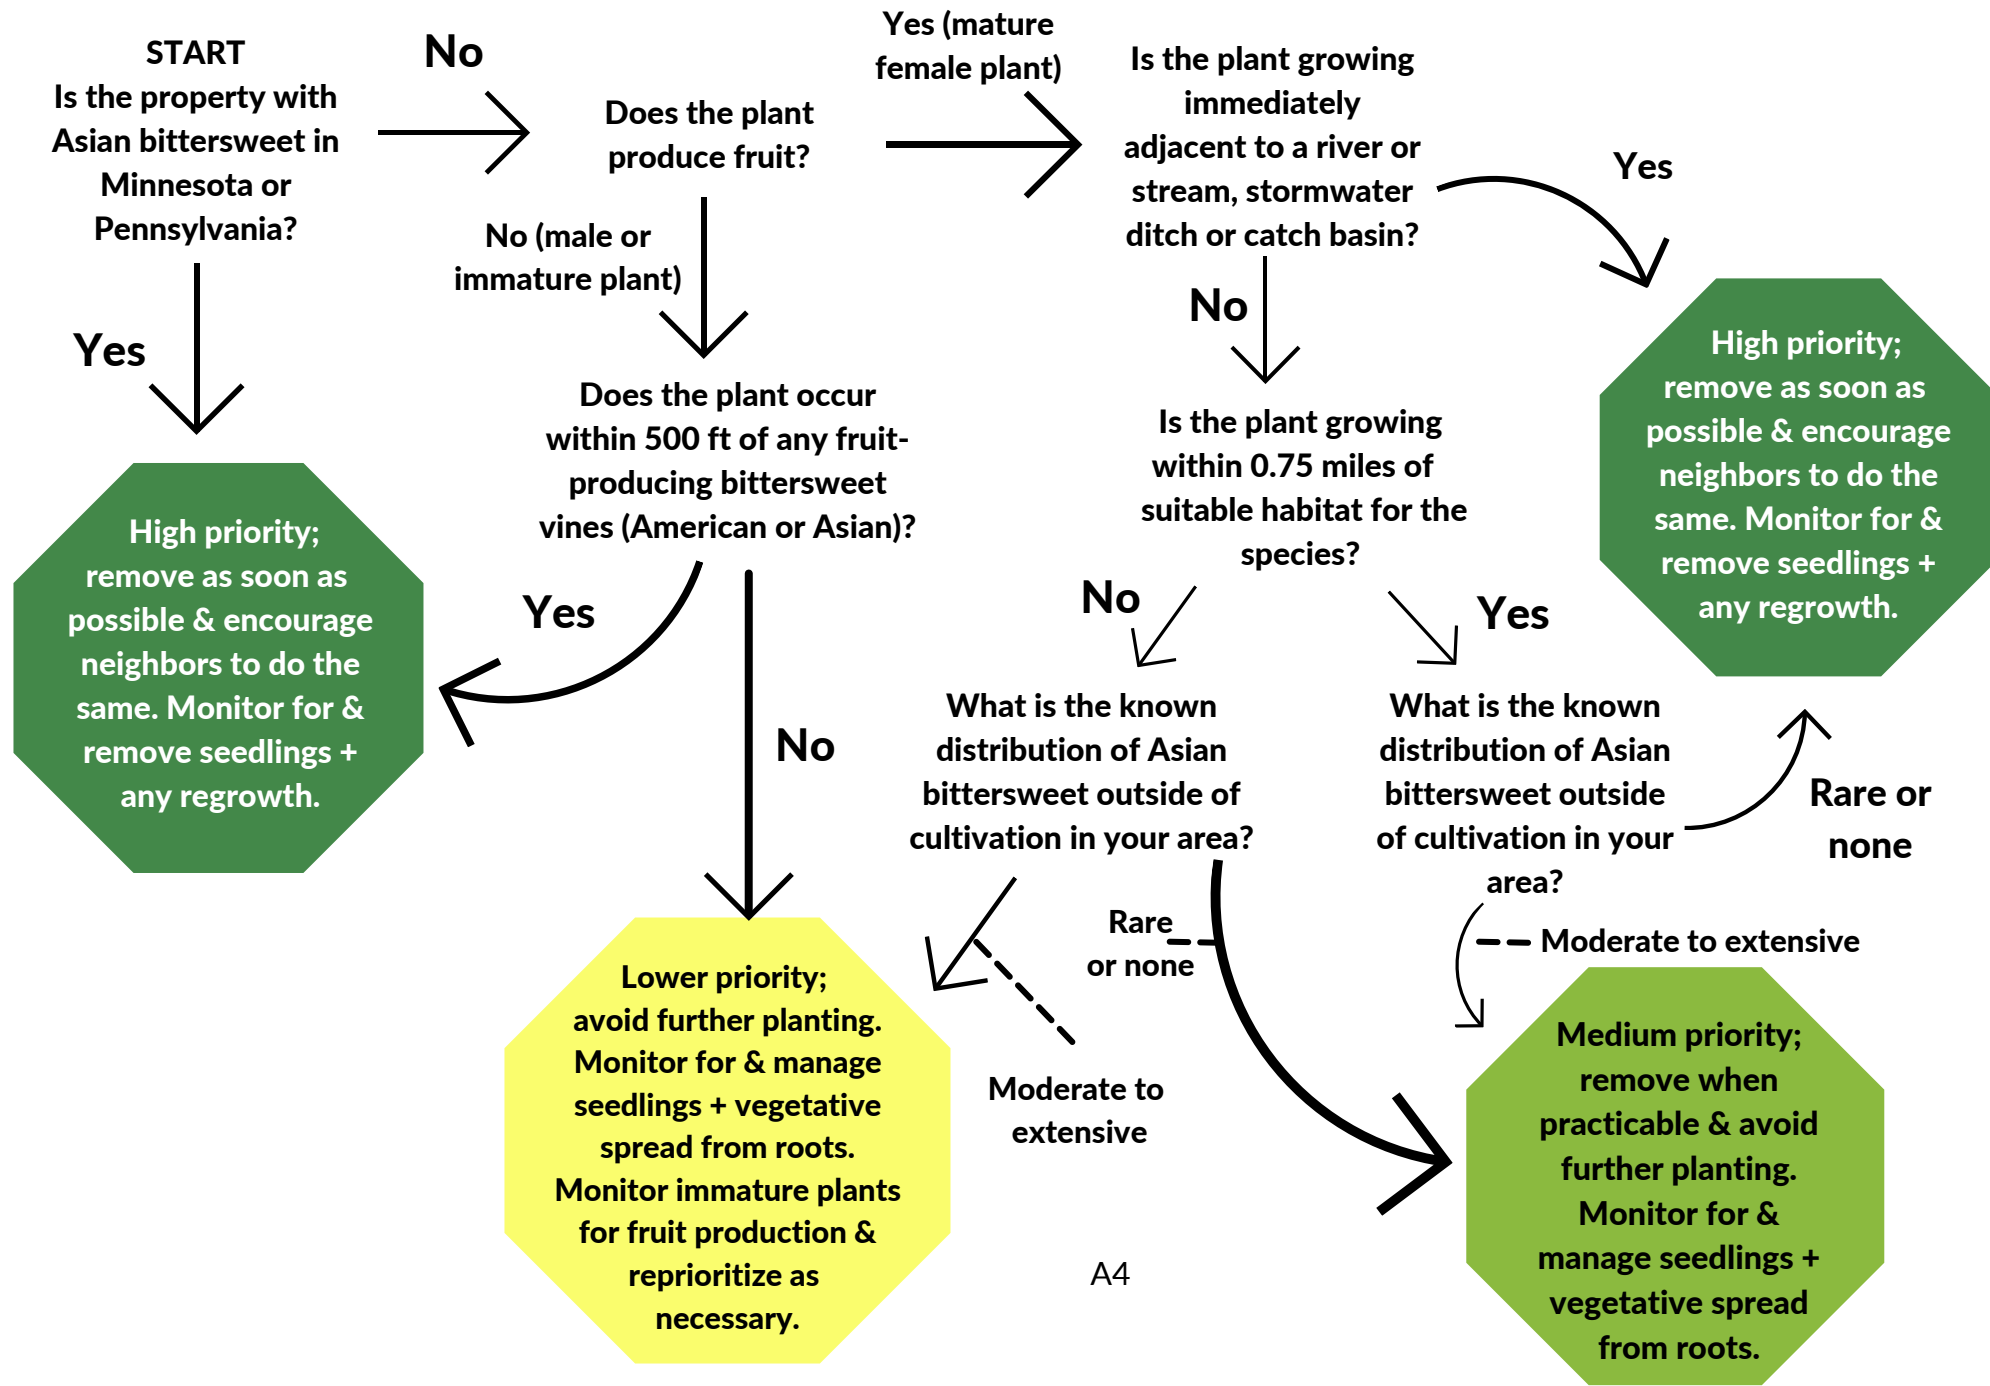 START
Is the property with
Asian bittersweet in
Minnesota or
Pennsylvania?
No
Yes
High priority;
remove as soon as
possible & encourage
neighbors to do the
same. Monitor for &
remove seedlings +
any regrowth.
Does the plant
produce fruit?
No (male or
immature plant)
Yes (mature
female plant)
Does the plant occur
within 500 ft of any fruit-
producing bittersweet
vines (American or Asian)?
Yes
No
Lower priority;
avoid further planting.
Monitor for & manage
seedlings + vegetative
spread from roots.
Monitor immature plants
for fruit production &
reprioritize as
necessary.
Is the plant growing
immediately
adjacent to a river or
stream, stormwater
ditch or catch basin?
Yes
No
High priority;
remove as soon as
possible & encourage
neighbors to do the
same. Monitor for &
remove seedlings +
any regrowth.
Is the plant growing
within 0.75 miles of
suitable habitat for the
species?
No
Yes
What is the known
distribution of Asian
bittersweet outside of
cultivation in your area?
Rare
or none
Moderate to
extensive
What is the known
distribution of Asian
bittersweet outside
of cultivation in your
area?
Rare or
none
Moderate to extensive
Medium priority;
remove when
practicable & avoid
further planting.
Monitor for &
manage seedlings +
vegetative spread
from roots.
A4